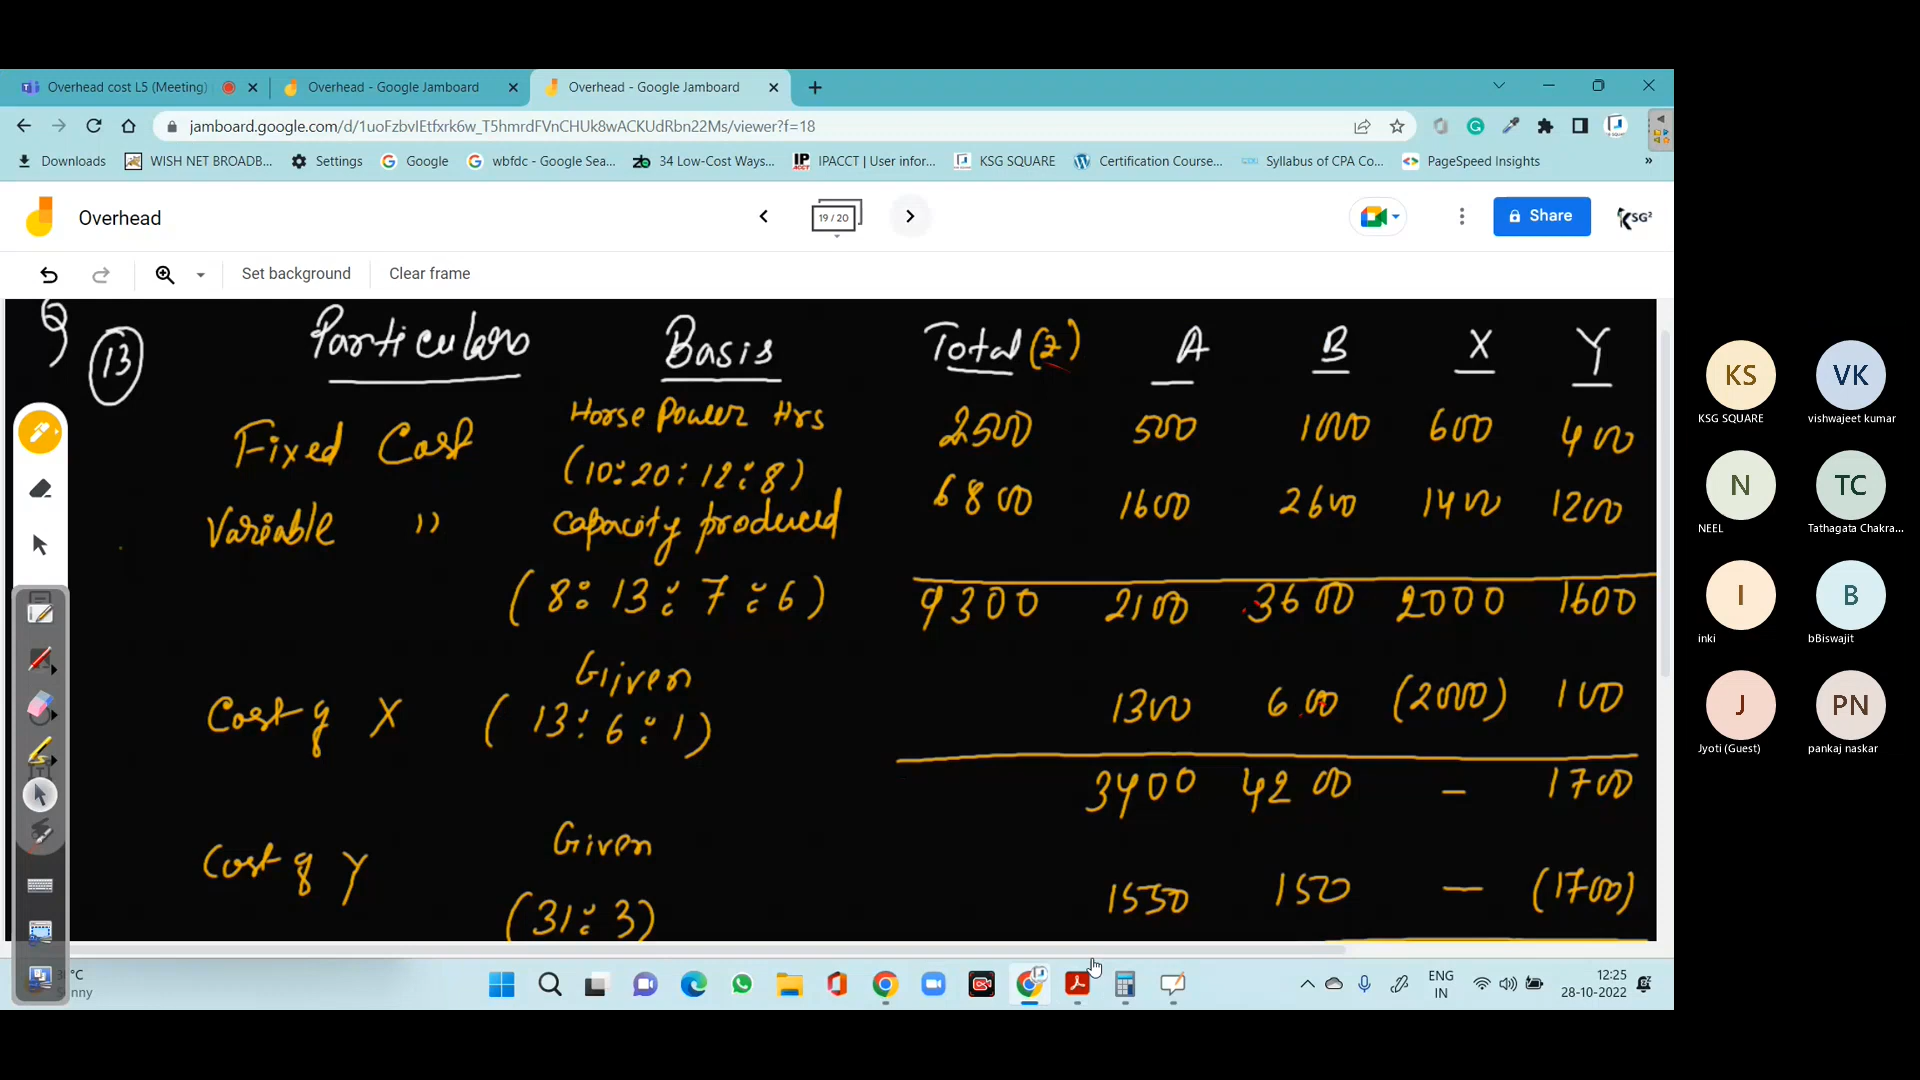 Overhead cost L5 (Meeting)
Overhead - Google Jamboard
Overhead - Google Jamboard
jamboard.google.com/d/1uoFzbvIEtfxrk6w_T5hmrdFVnCHUk8wACKUdRbn22Ms/viewer?f=18
Downloads
WISH NET BROADB...
Settings
Google
wbfdc - Google Sea...
34 Low-Cost Ways...
IPACCT | User infor...
KSG SQUARE
Certification Course...
Syllabus of CPA Co...
PageSpeed Insights
»
Overhead
19 / 20
Share
KSG²
Set background
Clear frame
Q 13 Particulars Basis Total (₹) A B X Y
Fixed Cost Horse Power Hrs 2500 500 1000 600 400
(10:20:12:8)
Variable " capacity produced 6800 1600 2600 1400 1200
(8:13:7:6) 9300 2100 3600 2000 1600
Cost of X Given 1300 600 (2000) 100
(13:6:1)
3400 4200 — 1700
Cost of Y Given 1550 150 — (1700)
(31:3)
KS
KSG SQUARE
VK
vishwajeet kumar
N
NEEL
TC
Tathagata Chakra...
I
inki
B
bBiswajit
J
Jyoti (Guest)
PN
pankaj naskar
ENG
IN
12:25
28-10-2022